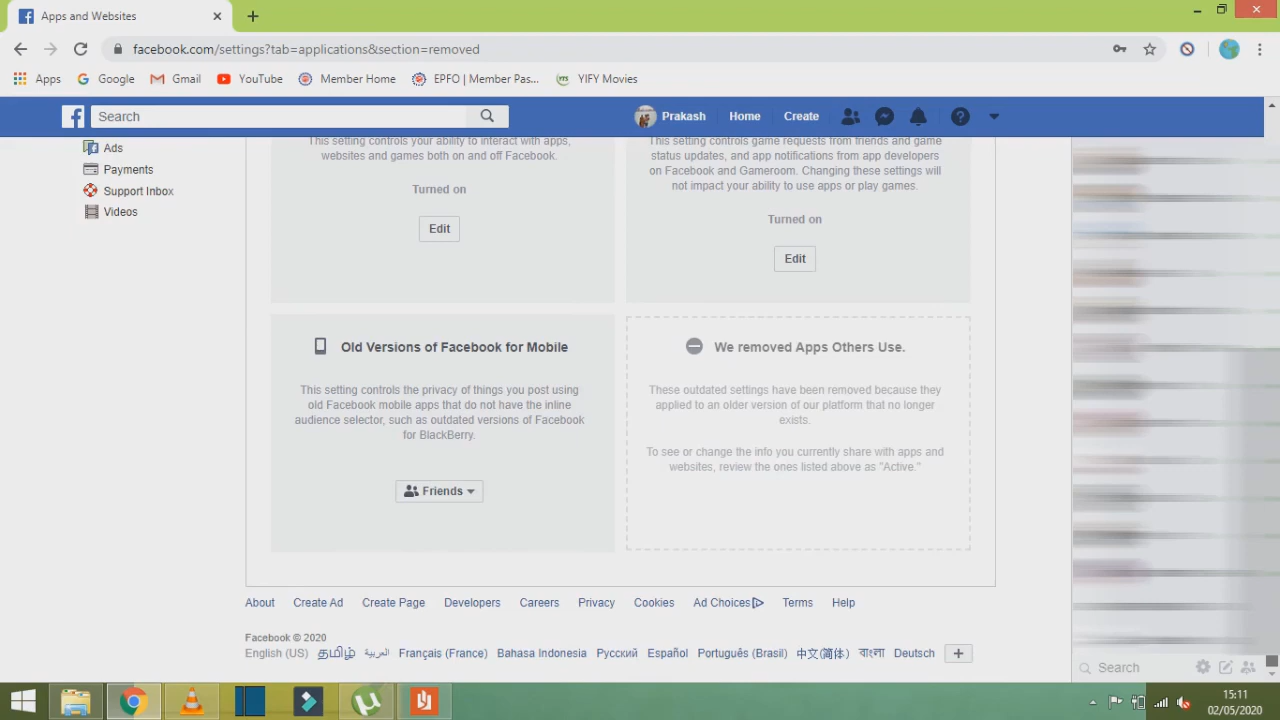 Apps and Websites
facebook.com/settings?tab=applications&section=removed
Apps Google Gmail YouTube Member Home EPFO | Member Pas... YIFY Movies
Search Prakash Home Create
Ads
Payments
Support Inbox
Videos
This setting controls your ability to interact with apps,
websites and games both on and off Facebook.
Turned on
Edit
This setting controls game requests from friends and game
status updates, and app notifications from app developers
on Facebook and Gameroom. Changing these settings will
not impact your ability to use apps or play games.
Turned on
Edit
Old Versions of Facebook for Mobile
This setting controls the privacy of things you post using
old Facebook mobile apps that do not have the inline
audience selector, such as outdated versions of Facebook
for BlackBerry.
Friends
We removed Apps Others Use.
These outdated settings have been removed because they
applied to an older version of our platform that no longer
exists.
To see or change the info you currently share with apps and
websites, review the ones listed above as "Active."
About Create Ad Create Page Developers Careers Privacy Cookies Ad Choices Terms Help
Facebook © 2020
English (US) தமிழ் العربية Français (France) Bahasa Indonesia Русский Español Português (Brasil) 中文(简体) বাংলা Deutsch
Search
15:11
02/05/2020